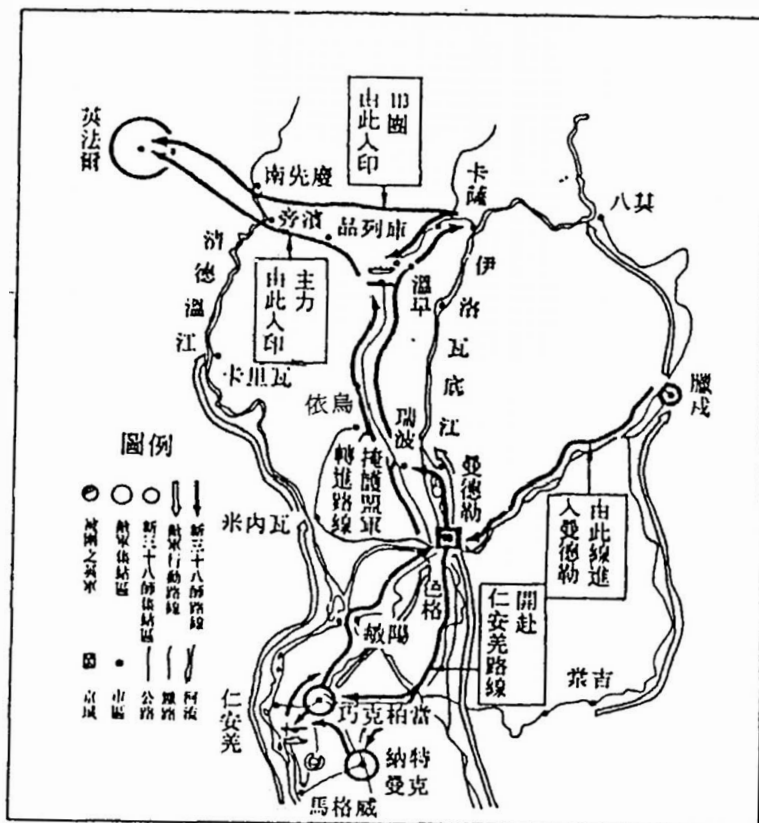 英法爾
113團
由此入印
南先慶
旁濱
品列庫
卡薩
八莫
清德溫江
主力
由此入印
溫早
伊洛瓦底江
卡里瓦
依烏
瑞波
臘戍
圖例
掩護盟軍
轉進路線
曼德勒
米內瓦
由此線進
入曼德勒
色格
開赴
仁安羌路線
敏陽
仁安羌
巧克柏當
棠吉
納特
曼克
馬格威
被圍之英軍
敵軍集結區
新三十八師集結區
敵軍行動路線
新三十八師路線
京城
市區
公路
鐵路
河流